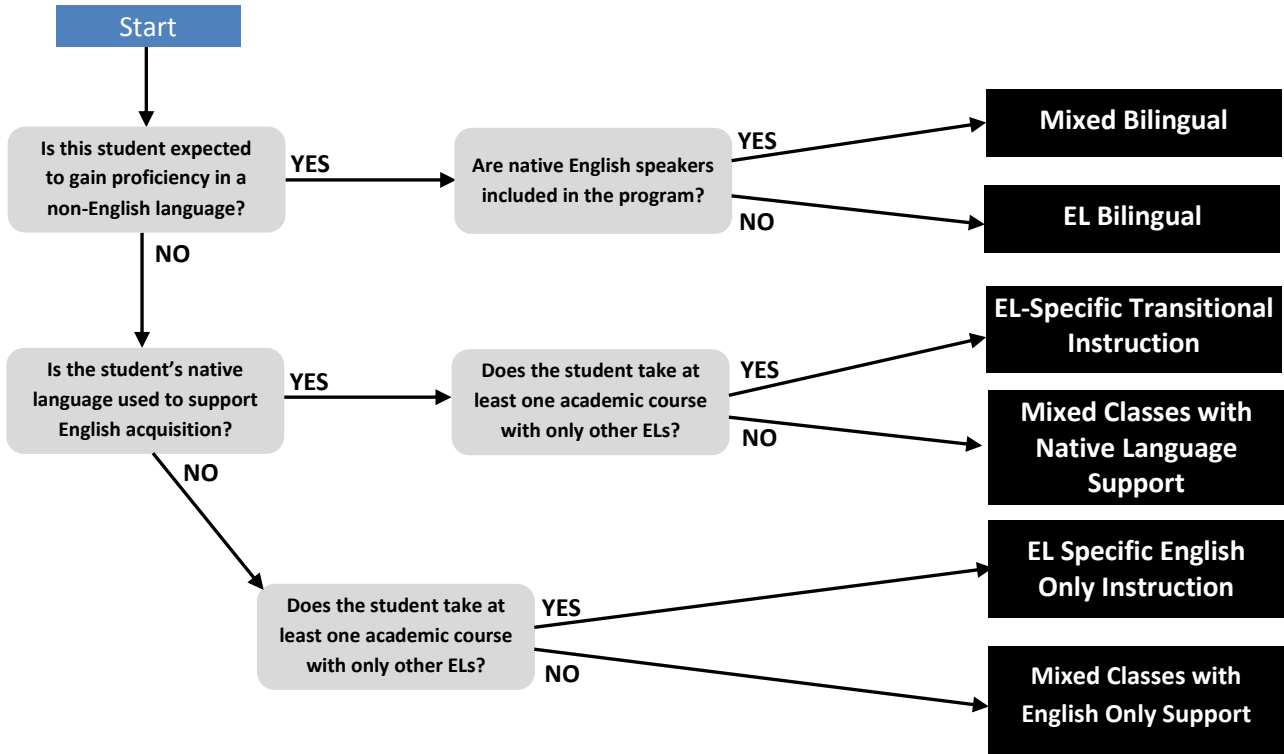 Start
Is this student expected
to gain proficiency in a
non-English language?
YES
Are native English speakers
included in the program?
YES
Mixed Bilingual
NO
EL Bilingual
NO
Is the student’s native
language used to support
English acquisition?
YES
Does the student take at
least one academic course
with only other ELs?
YES
EL-Specific Transitional
Instruction
NO
Mixed Classes with
Native Language
Support
NO
Does the student take at
least one academic course
with only other ELs?
YES
EL Specific English
Only Instruction
NO
Mixed Classes with
English Only Support